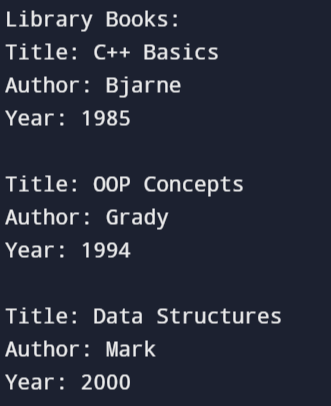 Library Books:
Title: C++ Basics
Author: Bjarne
Year: 1985
Title: OOP Concepts
Author: Grady
Year: 1994
Title: Data Structures
Author: Mark
Year: 2000